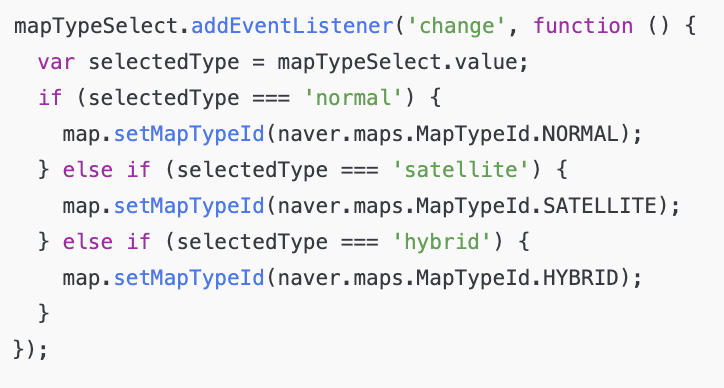 mapTypeSelect.addEventListener('change', function () {
  var selectedType = mapTypeSelect.value;
  if (selectedType === 'normal') {
    map.setMapTypeId(naver.maps.MapTypeId.NORMAL);
  } else if (selectedType === 'satellite') {
    map.setMapTypeId(naver.maps.MapTypeId.SATELLITE);
  } else if (selectedType === 'hybrid') {
    map.setMapTypeId(naver.maps.MapTypeId.HYBRID);
  }
});